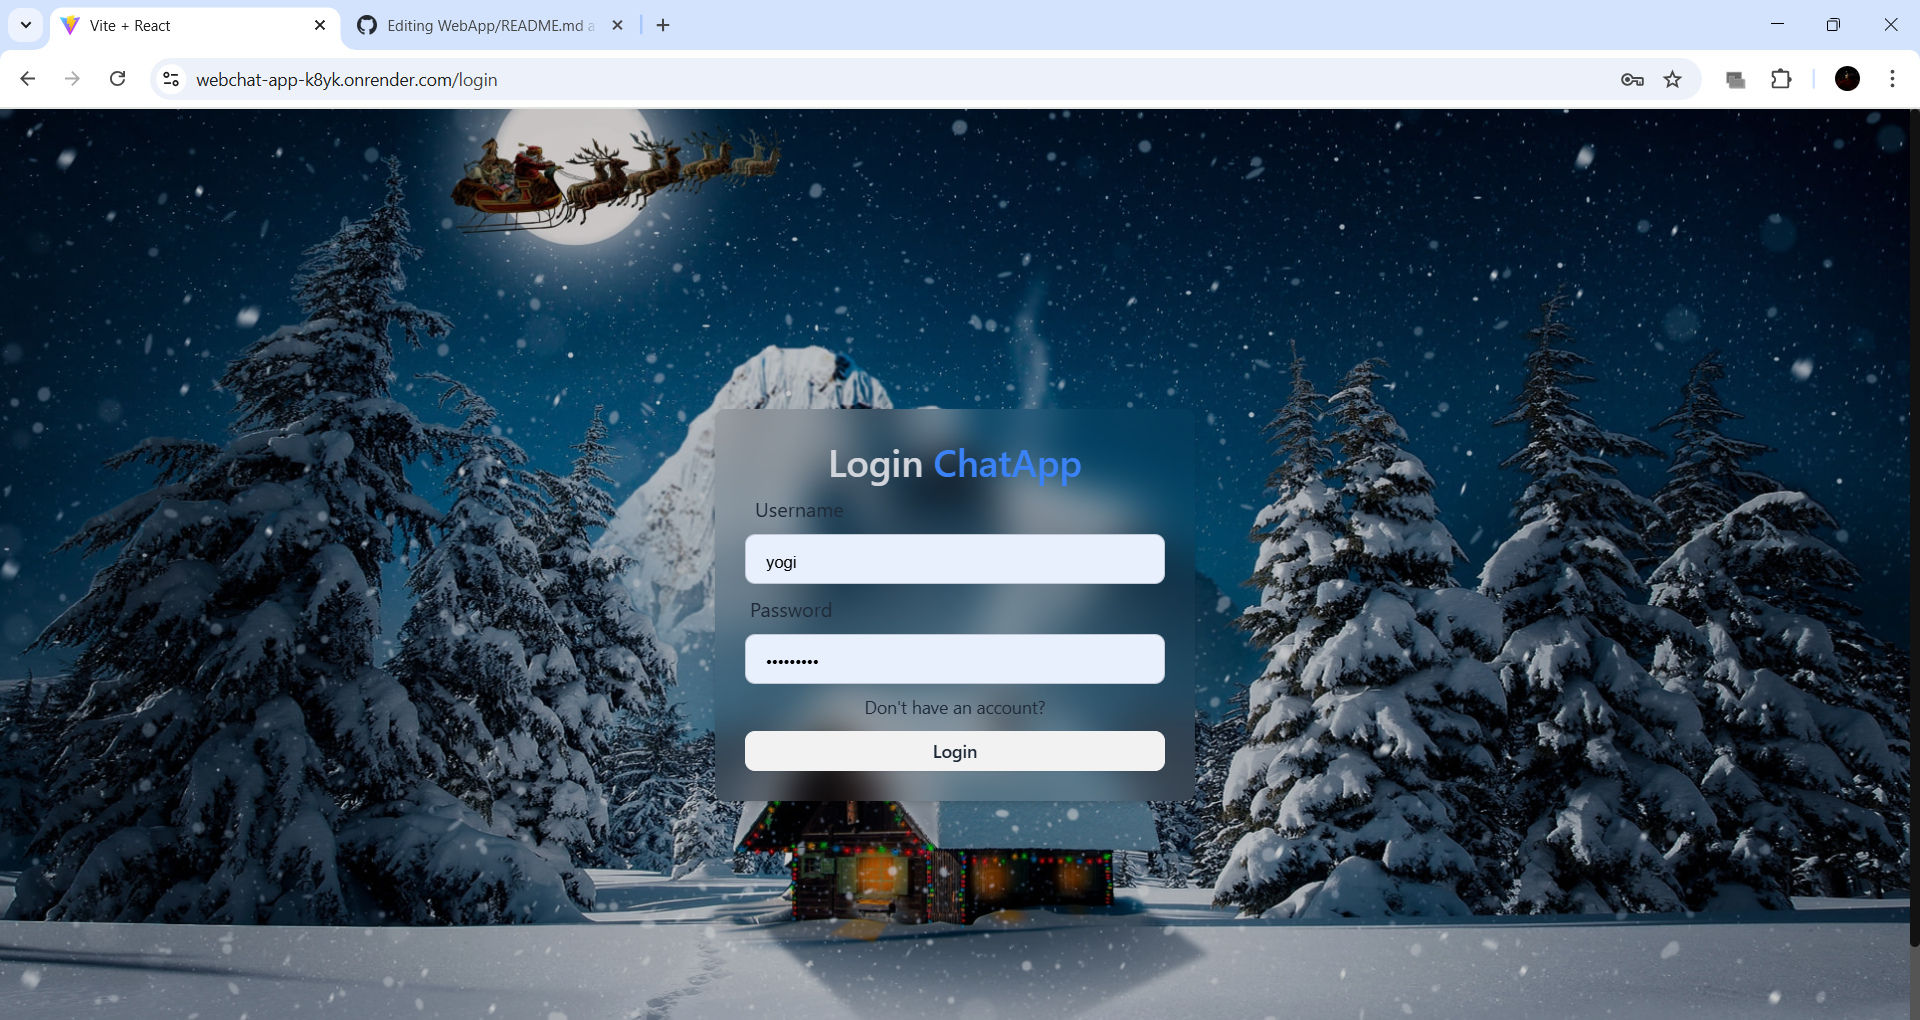 Vite + React
Editing WebApp/README.md a
webchat-app-k8yk.onrender.com/login
Login ChatApp
Username
yogi
Password
•••••••••
Don't have an account?
Login